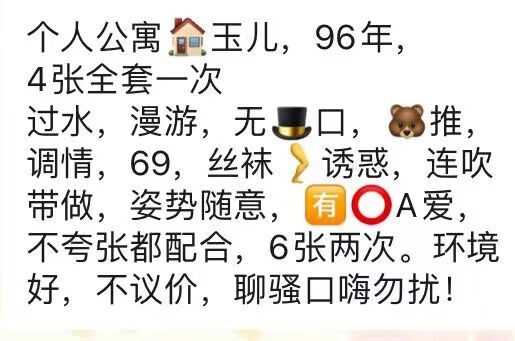 个人公寓🏠玉儿，96年，
4张全套一次
过水，漫游，无🎩口，🐻推，
调情，69，丝袜🦵诱惑，连吹
带做，姿势随意，🈶⭕A爱，
不夸张都配合，6张两次。环境
好，不议价，聊骚口嗨勿扰！